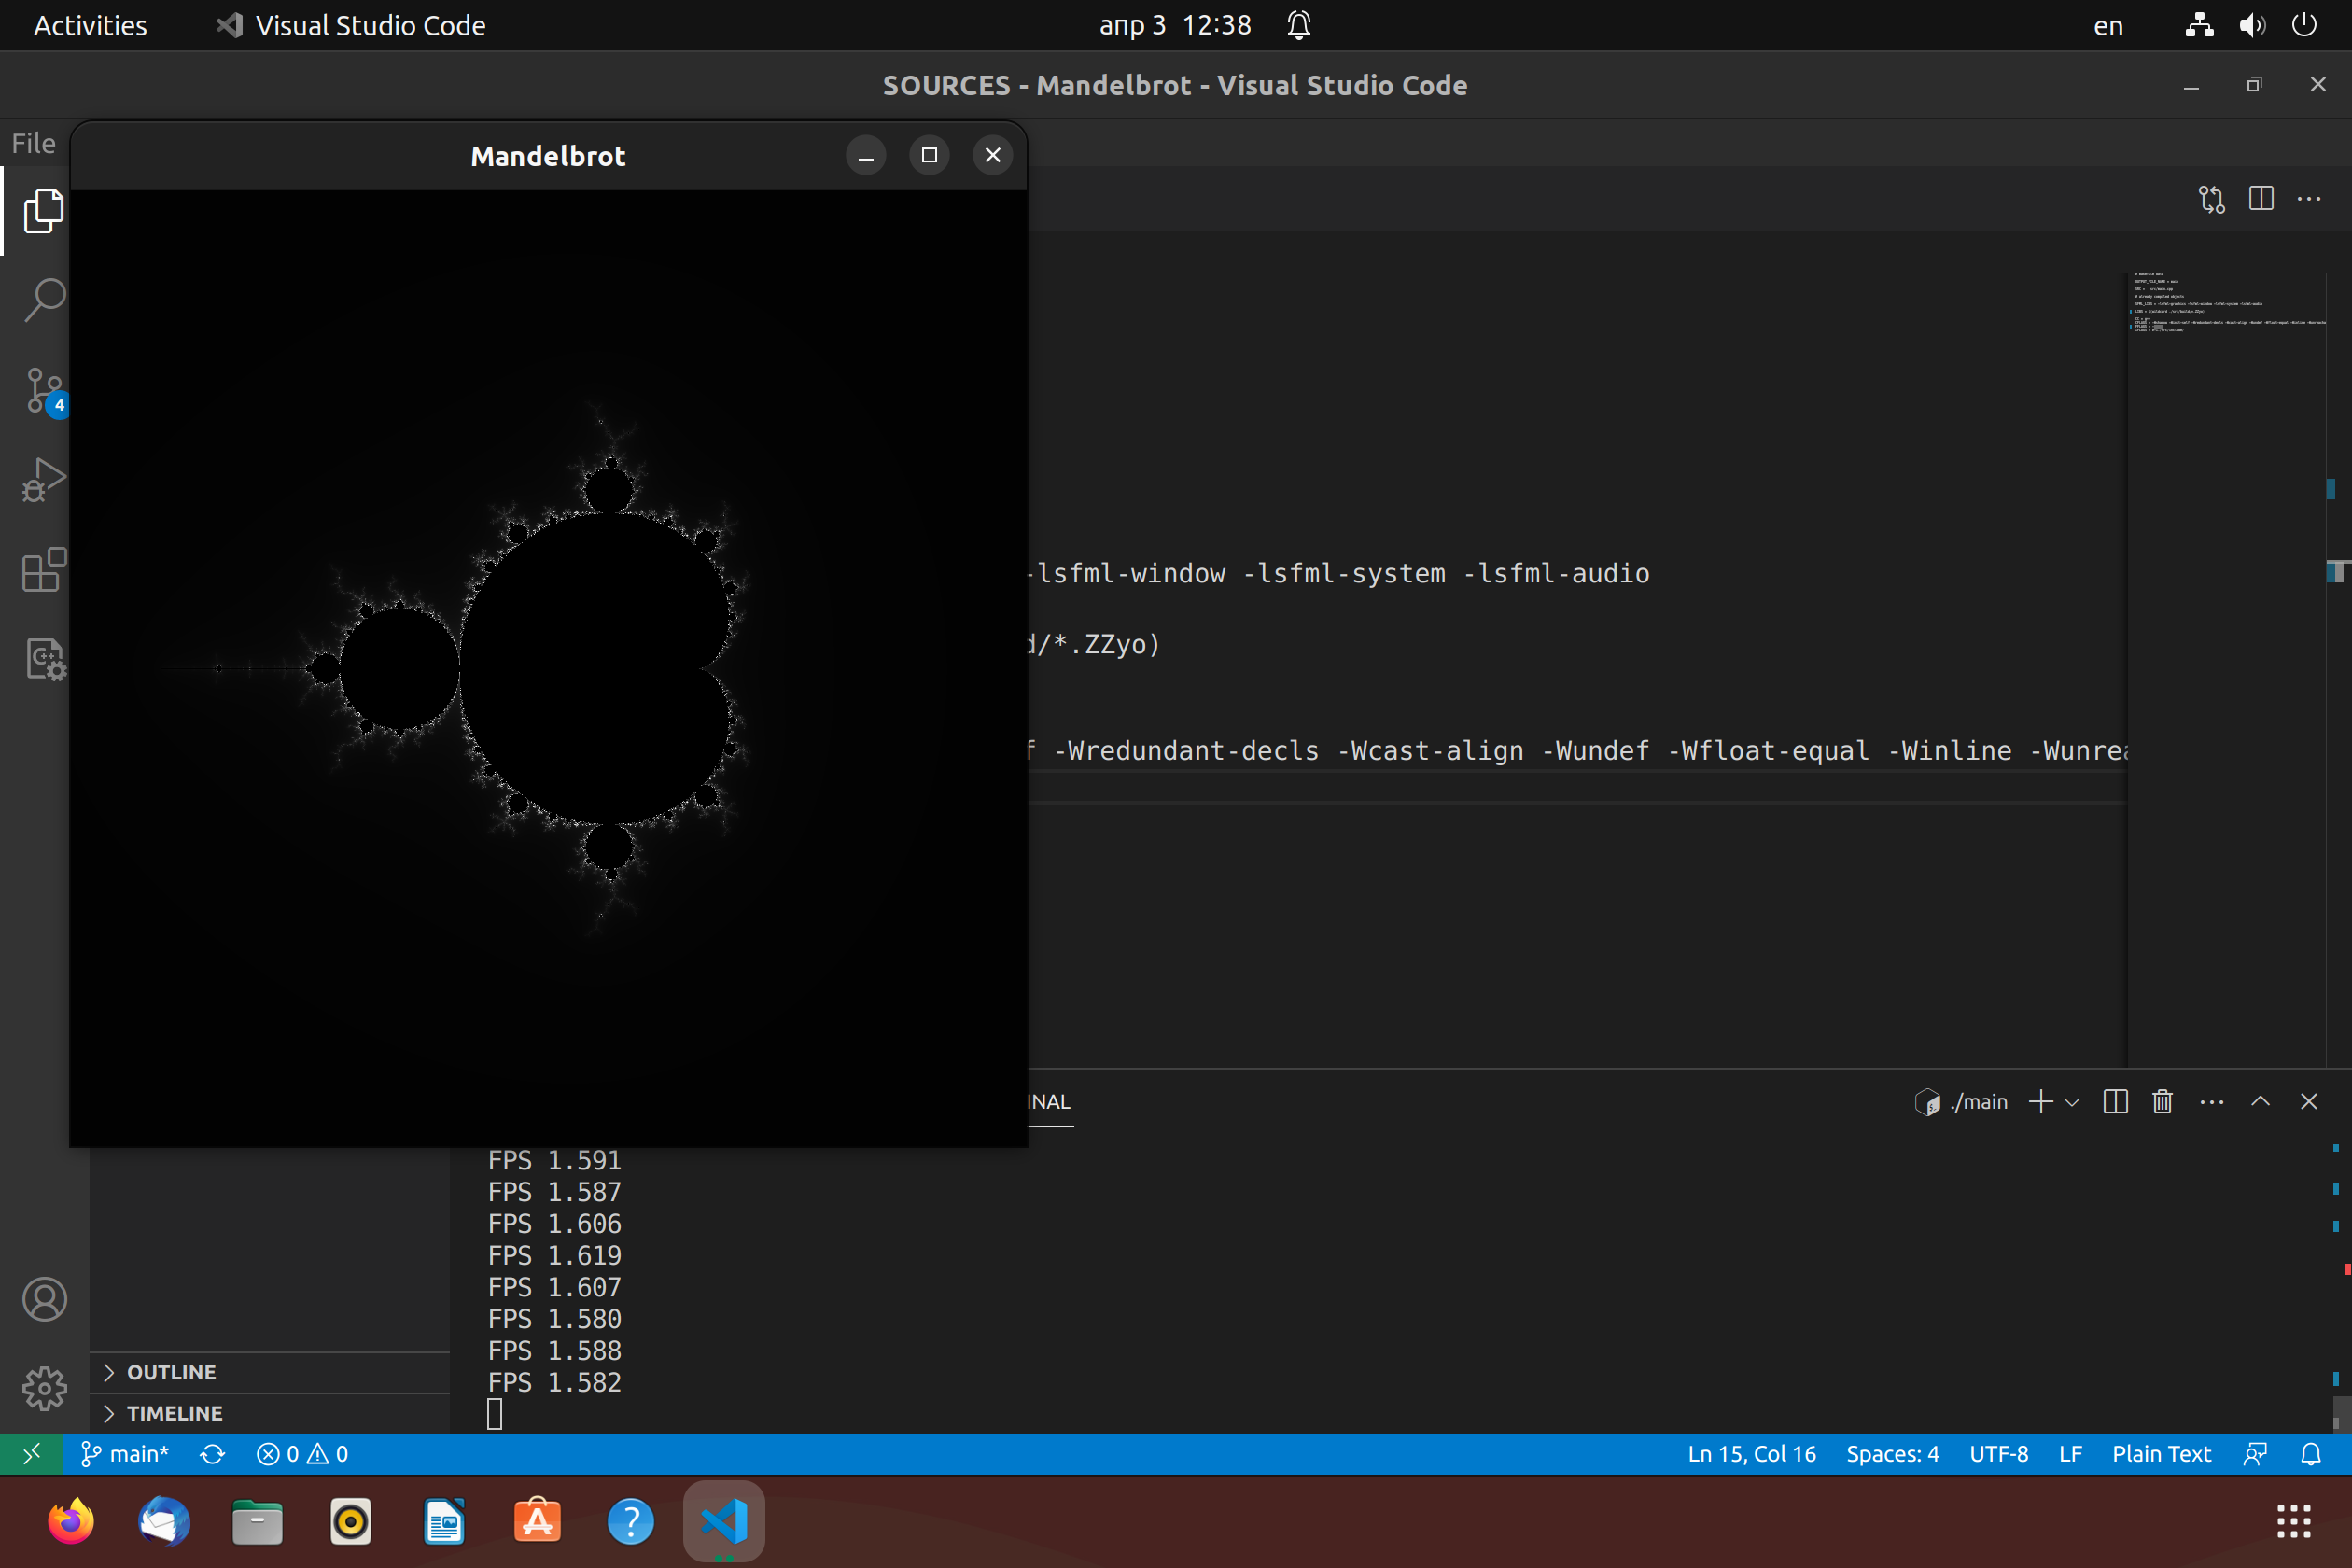 Activities
Visual Studio Code
апр 3 12:38
en
SOURCES - Mandelbrot - Visual Studio Code
File
Mandelbrot
4
-lsfml-window -lsfml-system -lsfml-audio
d/*.ZZyo)
f -Wredundant-decls -Wcast-align -Wundef -Wfloat-equal -Winline -Wunrea
INAL
./main
FPS 1.591
FPS 1.587
FPS 1.606
FPS 1.619
FPS 1.607
FPS 1.580
FPS 1.588
FPS 1.582
OUTLINE
TIMELINE
main*
0
0
Ln 15, Col 16
Spaces: 4
UTF-8
LF
Plain Text